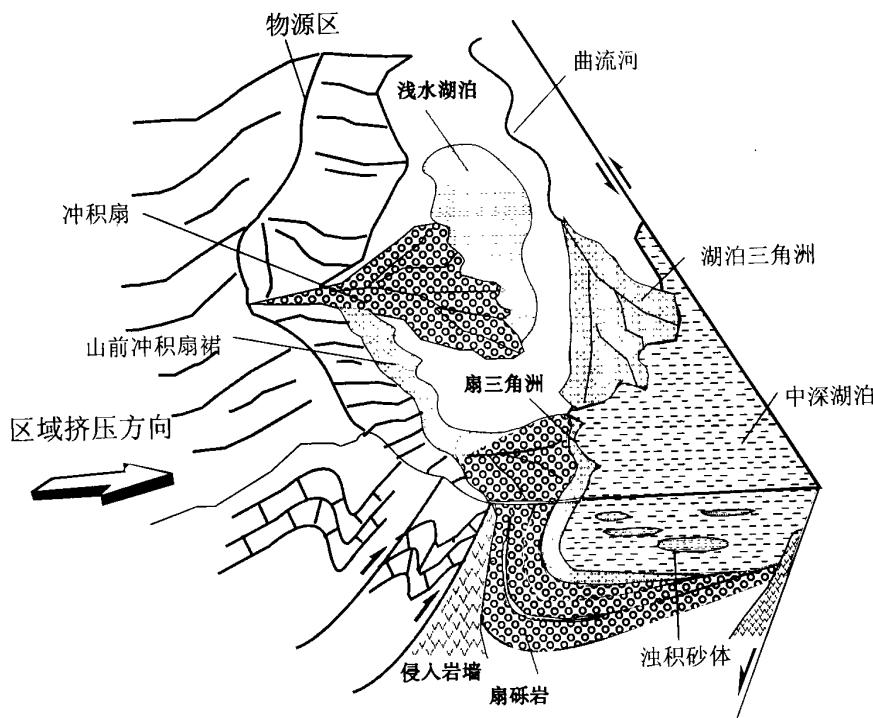 物源区
曲流河
浅水湖泊
冲积扇
湖泊三角洲
山前冲积扇裙
扇三角洲
中深湖泊
区域挤压方向
浊积砂体
侵入岩墙
扇砾岩